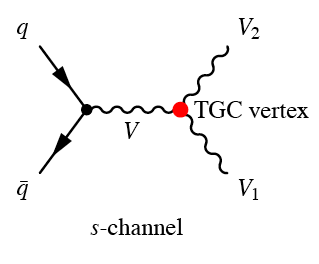 q V₂
TGC vertex
V
q̄ V₁
s-channel